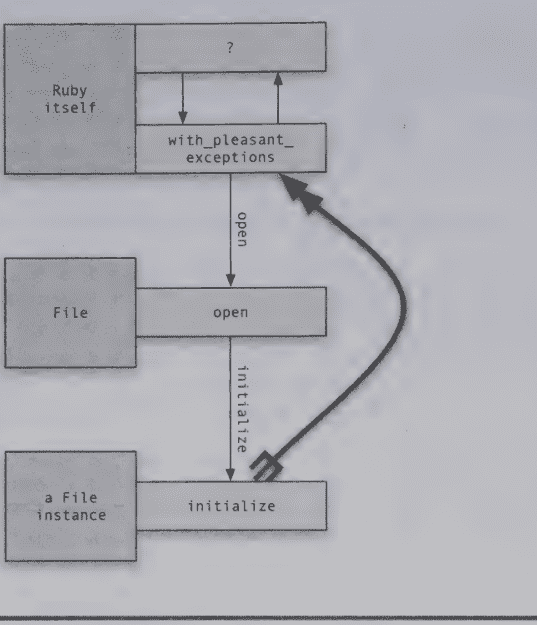 ?
Ruby
itself
with_pleasant_
exceptions
open
File
open
initialize
a File
instance
initialize